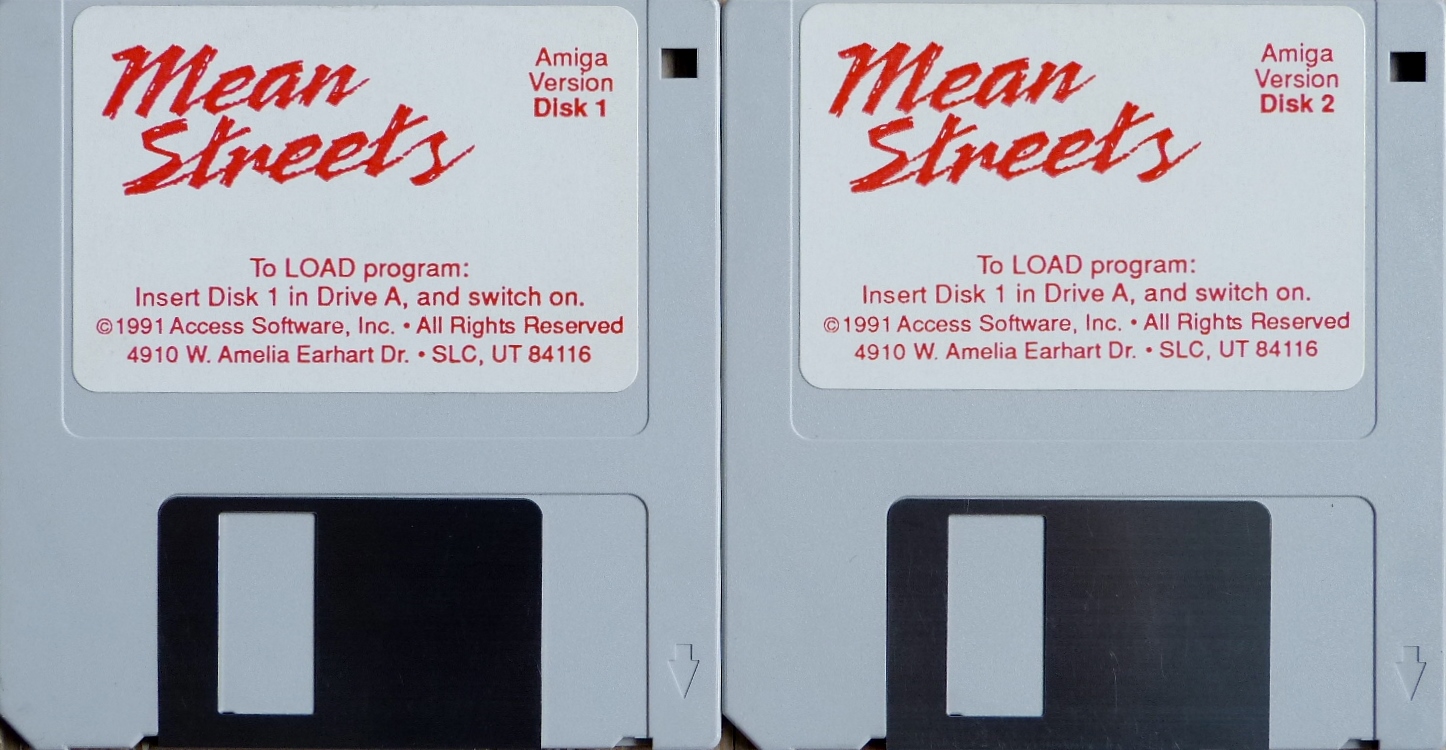 Mean
Streets
Amiga
Version
Disk 1
To LOAD program:
Insert Disk 1 in Drive A, and switch on.
©1991 Access Software, Inc. • All Rights Reserved
4910 W. Amelia Earhart Dr. • SLC, UT 84116
Mean
Streets
Amiga
Version
Disk 2
To LOAD program:
Insert Disk 1 in Drive A, and switch on.
©1991 Access Software, Inc. • All Rights Reserved
4910 W. Amelia Earhart Dr. • SLC, UT 84116